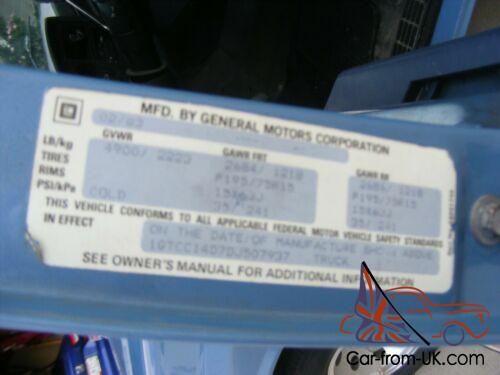 GM
MFD. BY GENERAL MOTORS CORPORATION
02/83
GVWR GAWR FRT GAWR RR
LB/kg 4900/ 2223 2684/ 1218 2684/ 1218
TIRES P195/75R15 P195/75R15
RIMS 15X6JJ 15X6JJ
PSI/kPa COLD 35/ 241 35/ 241
THIS VEHICLE CONFORMS TO ALL APPLICABLE FEDERAL MOTOR VEHICLE SAFETY STANDARDS
IN EFFECT ON THE DATE OF MANUFACTURE SHOWN ABOVE
1GTCC14D7DJ507937 TRUCK
SEE OWNER'S MANUAL FOR ADDITIONAL INFORMATION
Car-from-UK.com